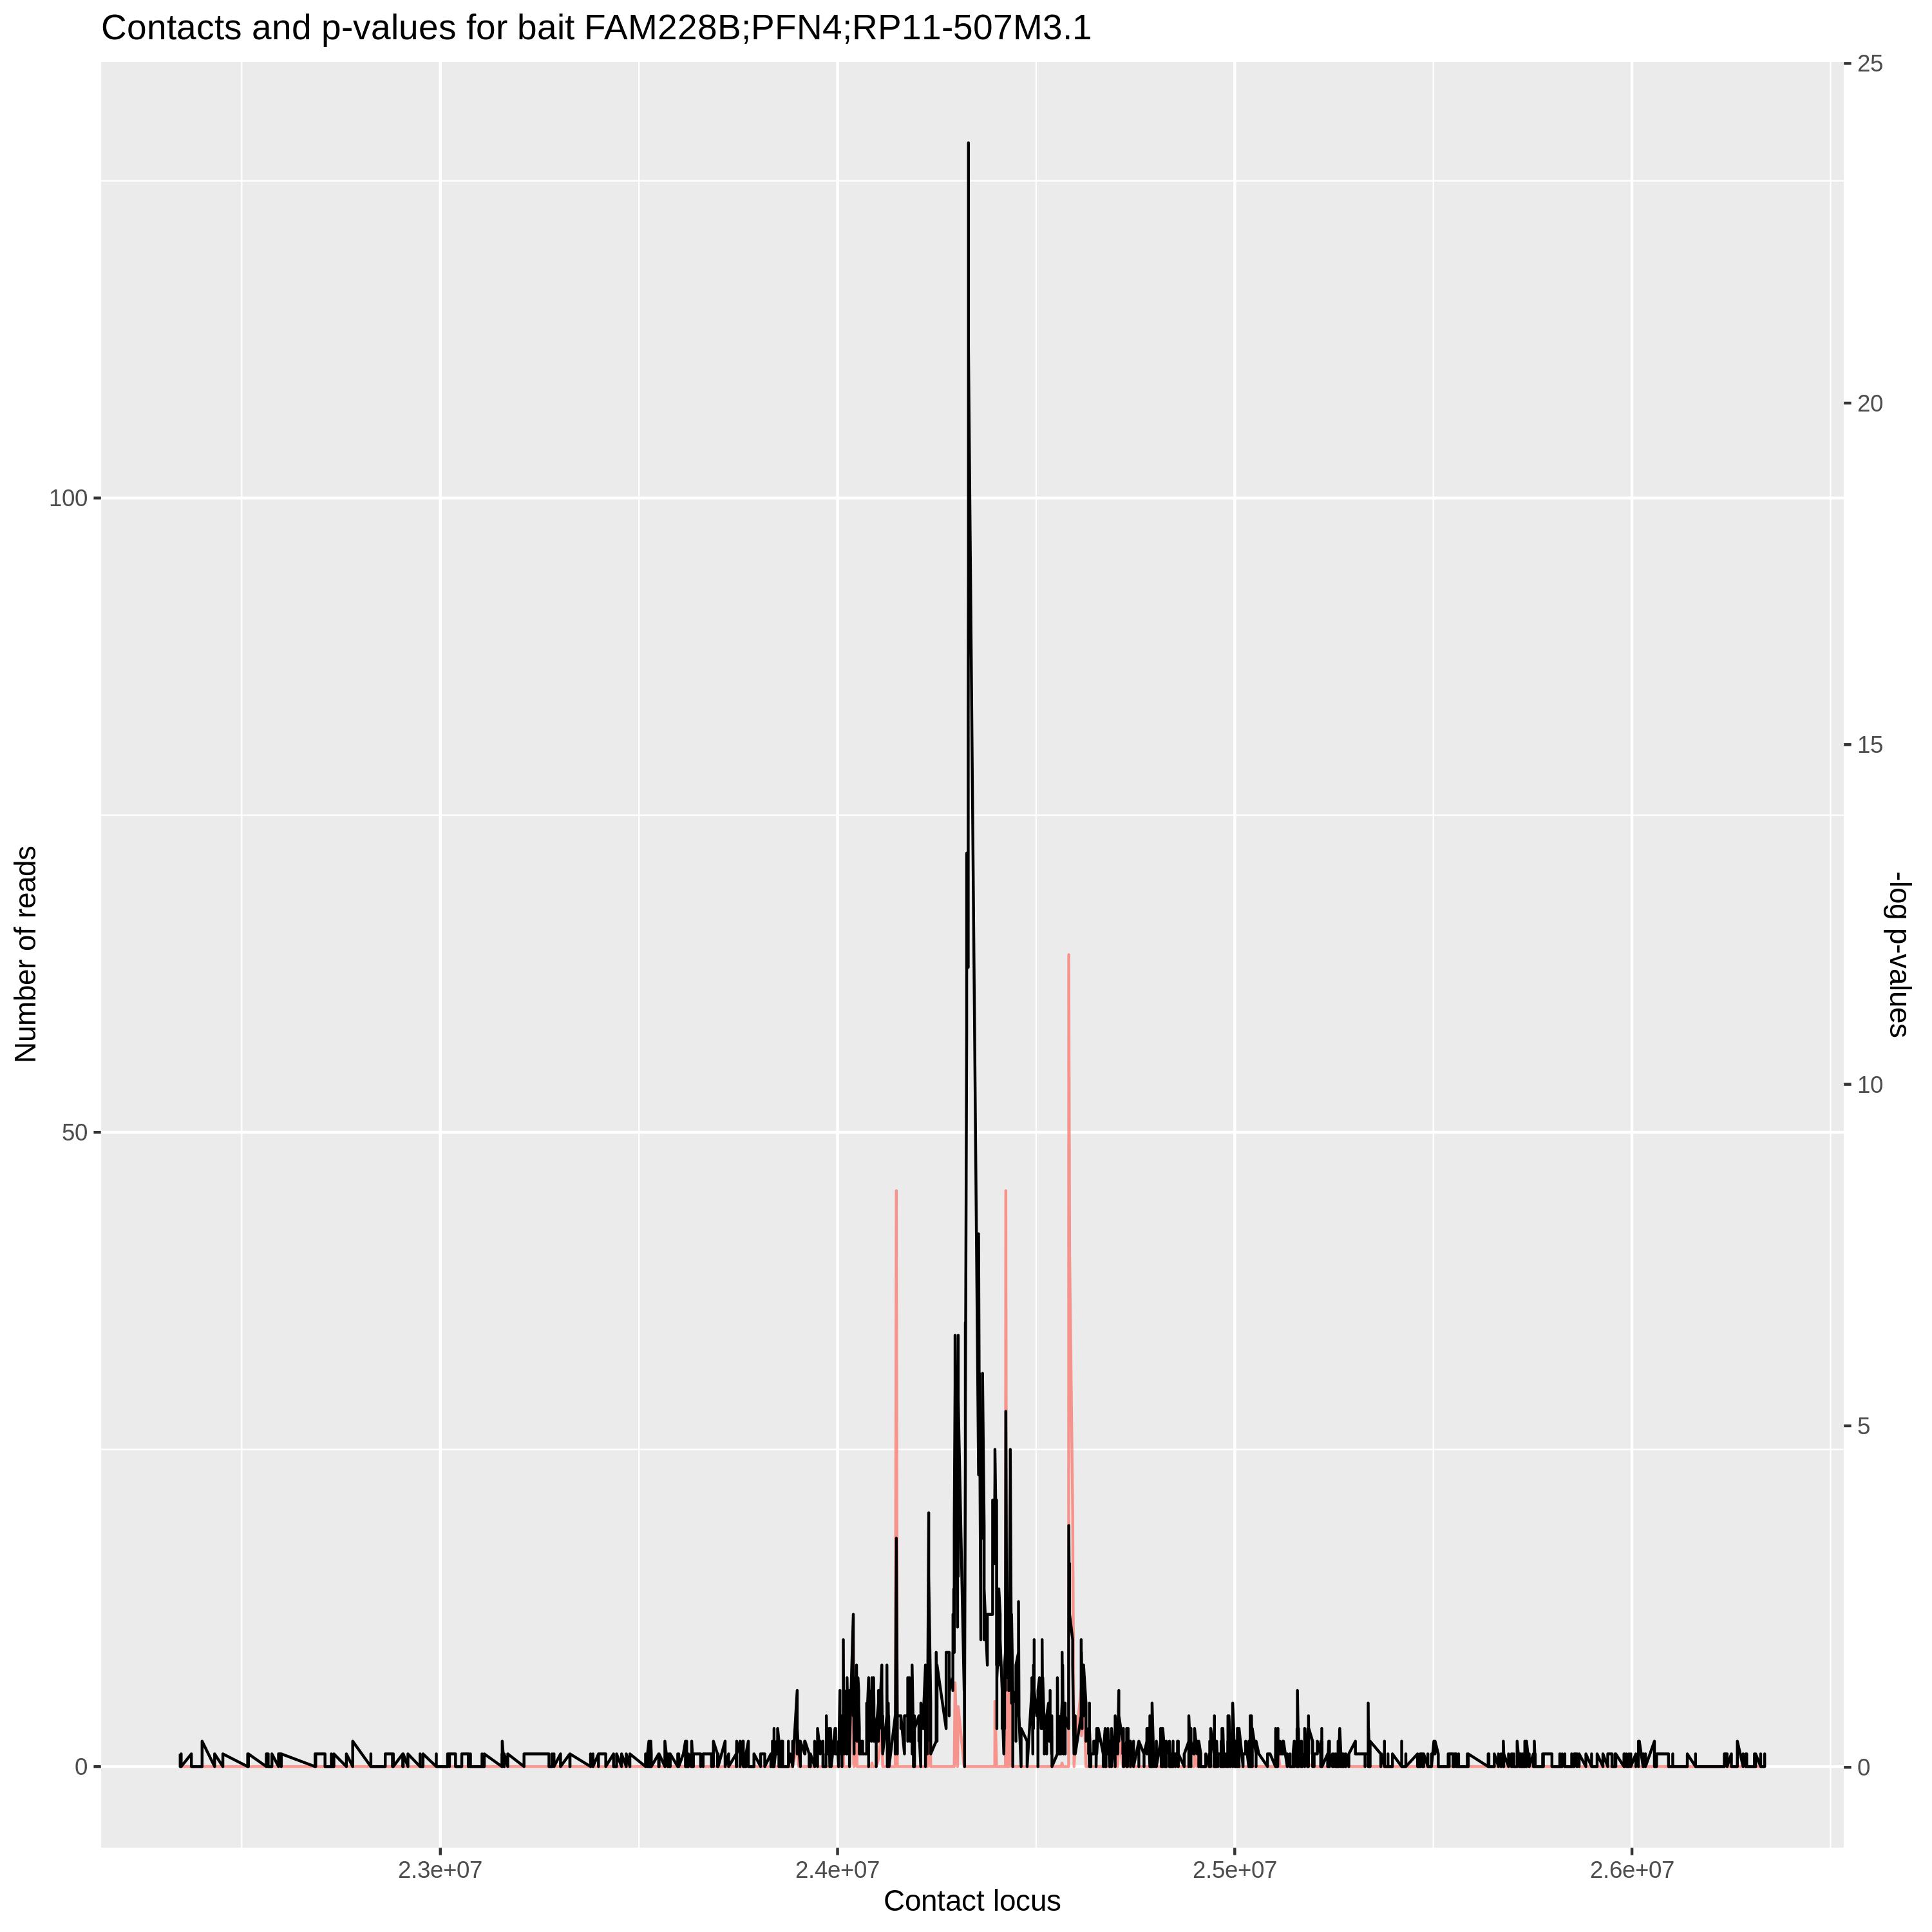 Contacts and p-values for bait FAM228B;PFN4;RP11-507M3.1
25
20
100
15
Number of reads
-log p-values
10
50
5
0
0
2.3e+07
2.4e+07
2.5e+07
2.6e+07
Contact locus